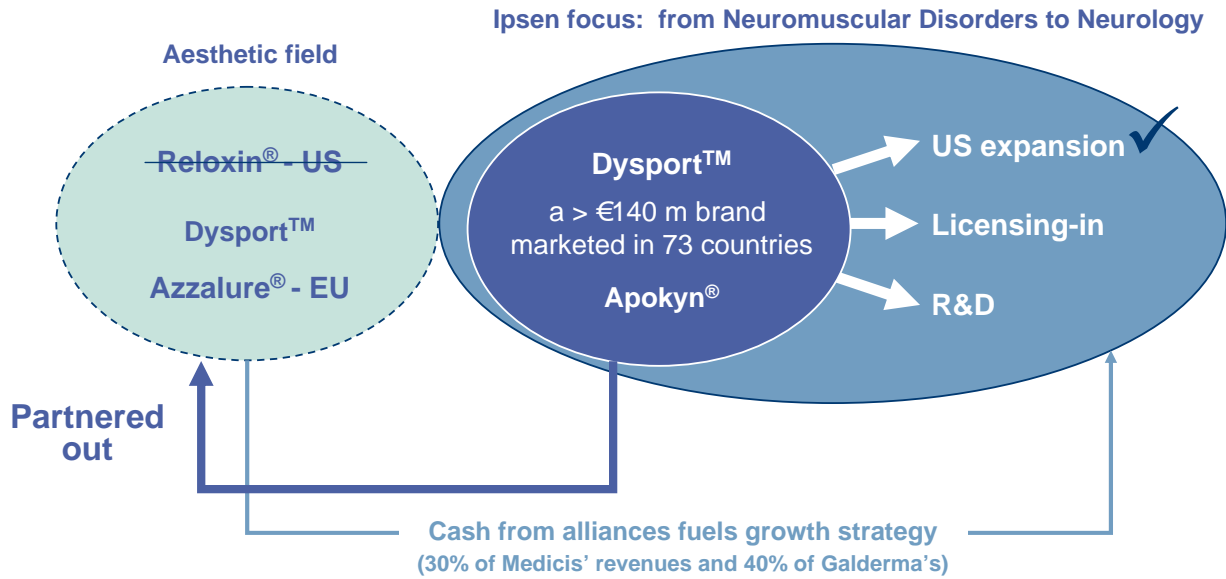 Ipsen focus: from Neuromuscular Disorders to Neurology
Aesthetic field
Reloxin® - US
Dysport™
Azzalure® - EU
Dysport™
a > €140 m brand
marketed in 73 countries
Apokyn®
US expansion
Licensing-in
R&D
Partnered
out
Cash from alliances fuels growth strategy
(30% of Medicis’ revenues and 40% of Galderma’s)